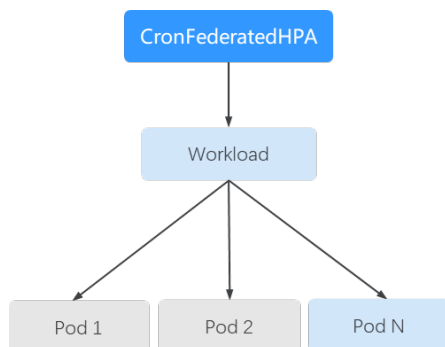 CronFederatedHPA
Workload
Pod 1
Pod 2
Pod N